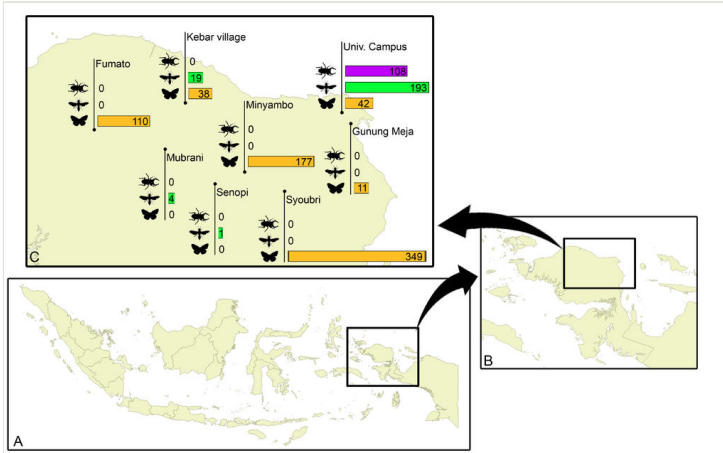 Kebar village
0
19
38
Univ. Campus
108
193
42
Fumato
0
0
110
Minyambo
0
0
177
Gunung Meja
0
0
11
Mubrani
0
4
0
Senopi
0
1
0
Syoubri
0
0
349
C
B
A